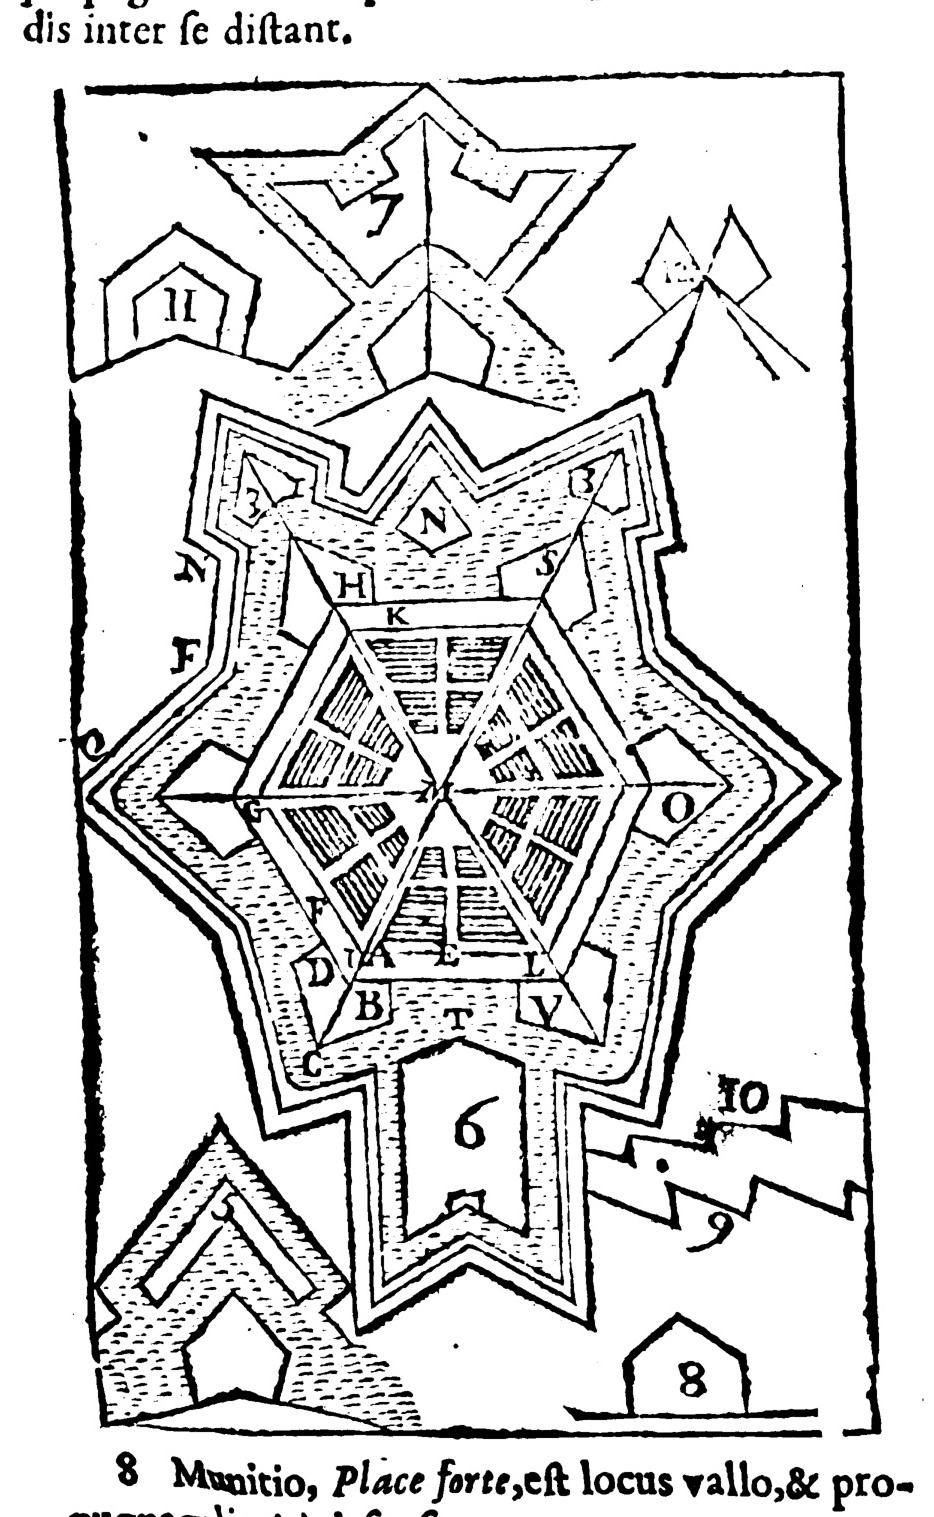 dis inter ſe diſtant.
7
11
12
3 I 3
N
N
H S
K
F
C
M
G O
F
A E L
D
B T V
C
10
6
5
9
8
8 Munitio, Place forte, eſt locus vallo, & pro-